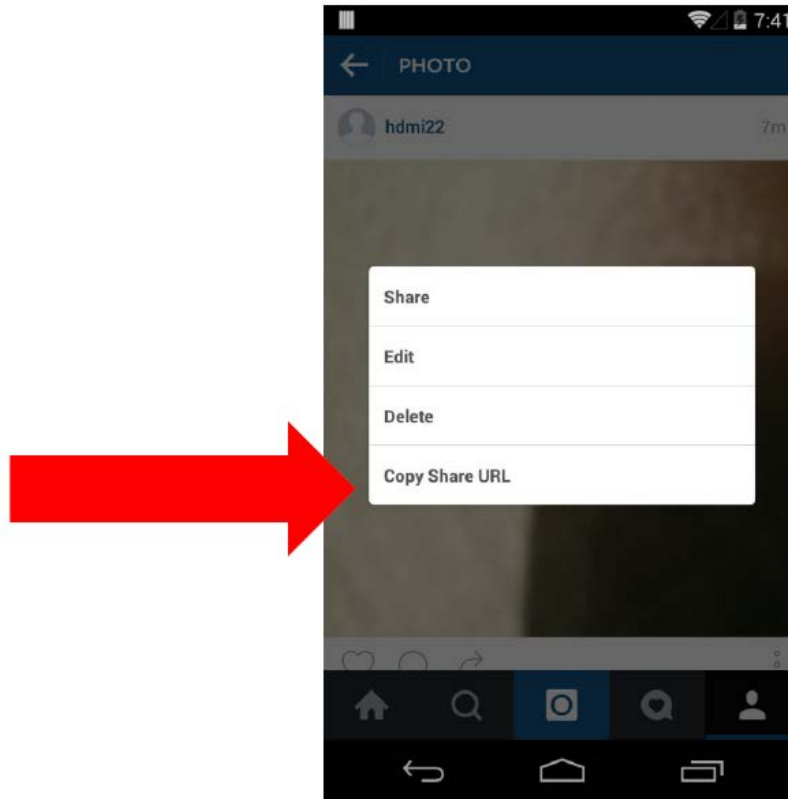 7:41
PHOTO
hdmi22
7m
Share
Edit
Delete
Copy Share URL